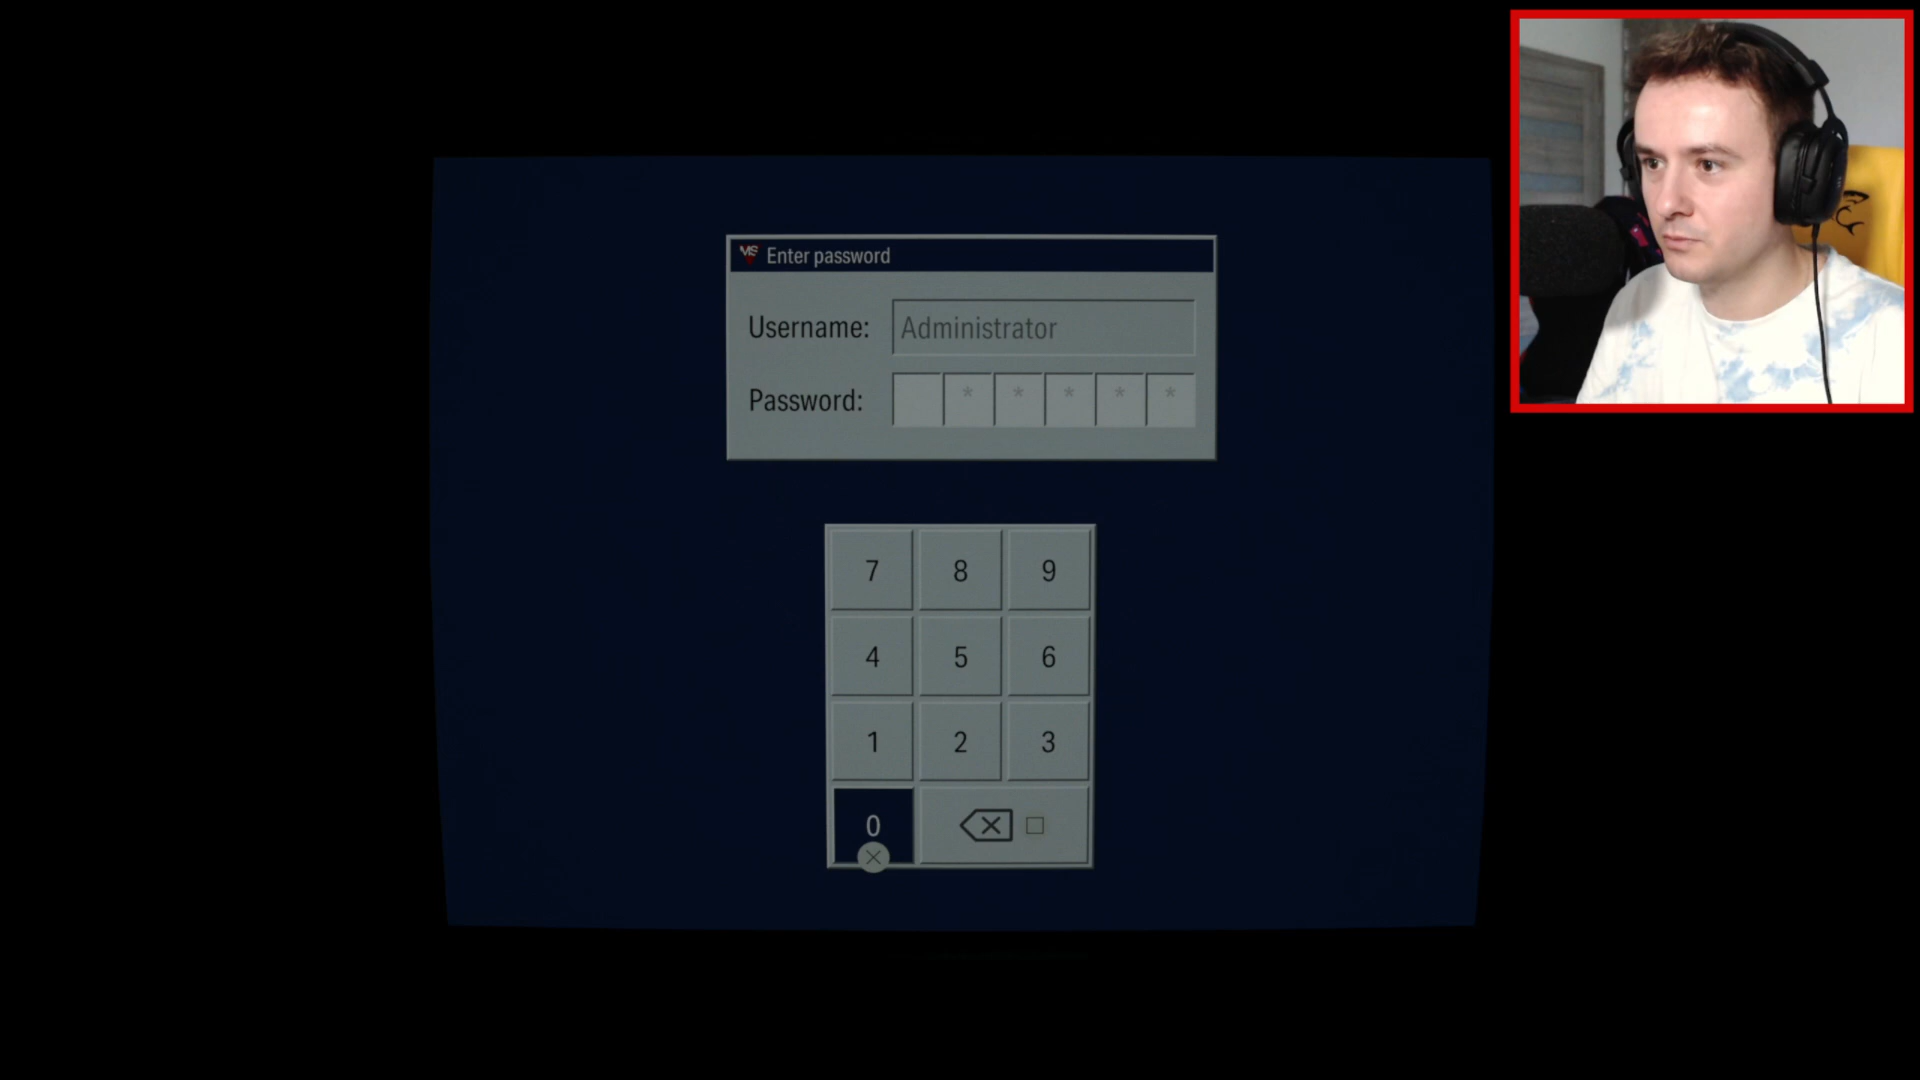 Enter password
Username: Administrator
Password: * * * * *
7 8 9
4 5 6
1 2 3
0